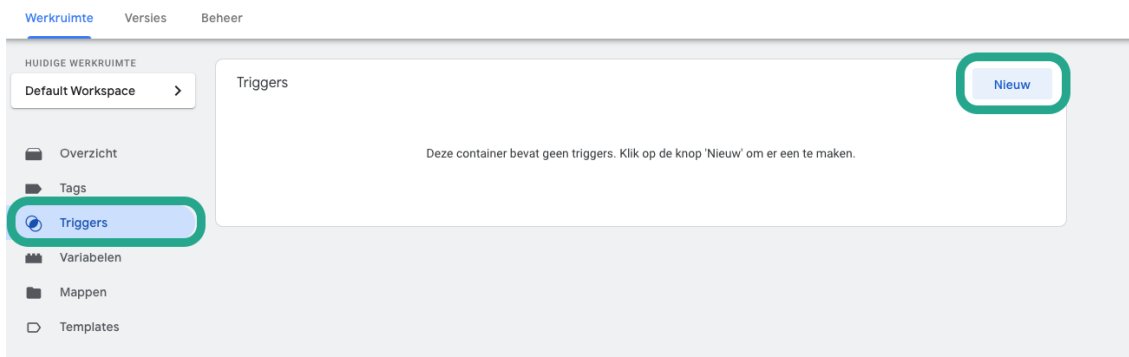 Werkruimte Versies Beheer
HUIDIGE WERKRUIMTE
Default Workspace
Overzicht
Tags
Triggers
Variabelen
Mappen
Templates
Triggers
Nieuw
Deze container bevat geen triggers. Klik op de knop 'Nieuw' om er een te maken.